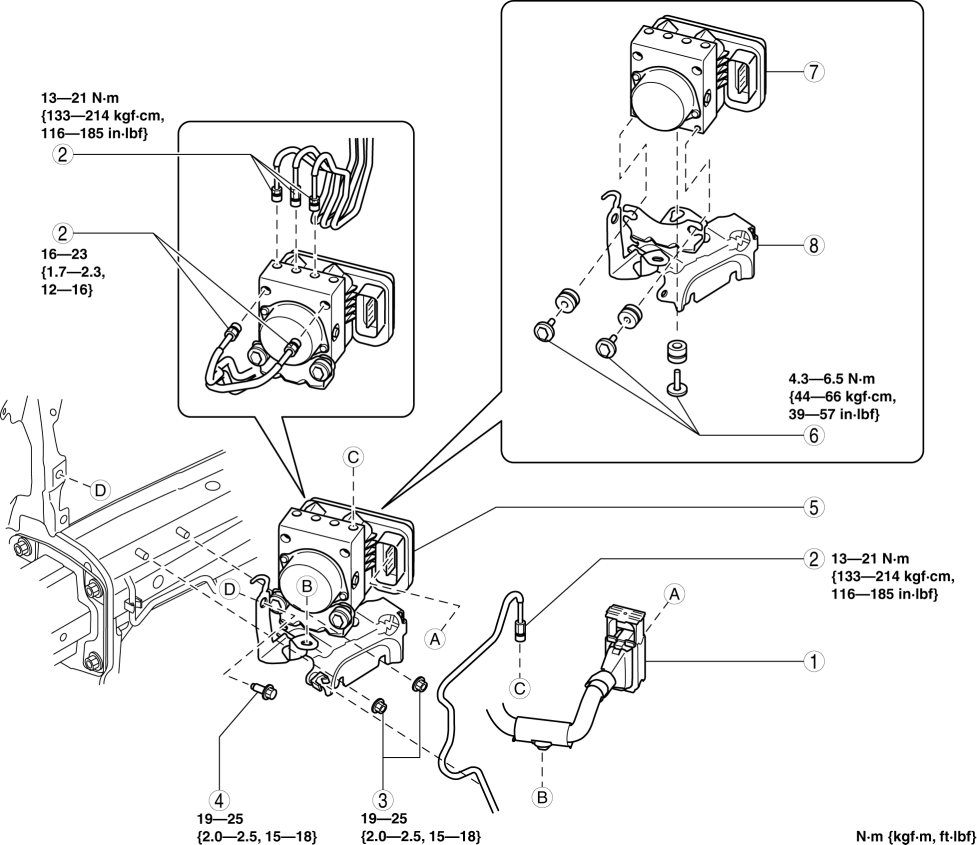 13—21 N·m
{133—214 kgf·cm,
116—185 in·lbf}
2
2
16—23
{1.7—2.3,
12—16}
7
8
4.3—6.5 N·m
{44—66 kgf·cm,
39—57 in·lbf}
6
C
D
5
2 13—21 N·m
{133—214 kgf·cm,
116—185 in·lbf}
D
B
A
A
C
1
B
4
19—25
{2.0—2.5, 15—18}
3
19—25
{2.0—2.5, 15—18}
N·m {kgf·m, ft·lbf}